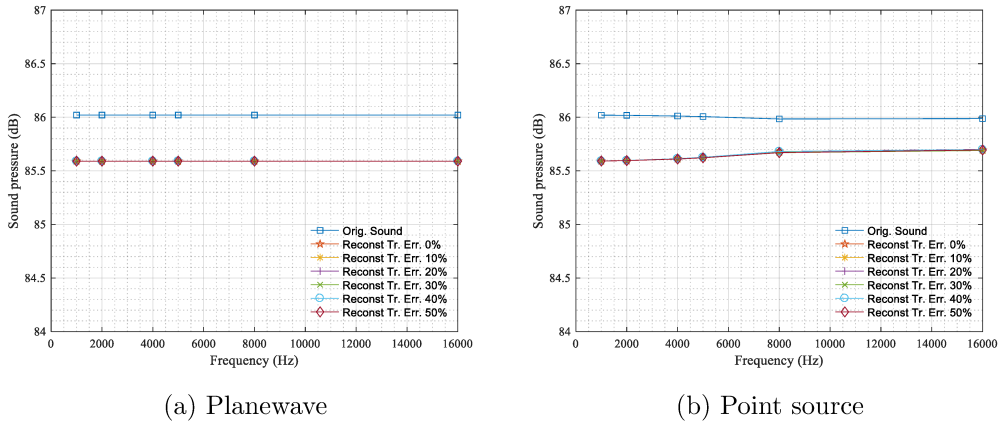 87
86.5
86
85.5
85
84.5
84
Sound pressure (dB)
0 2000 4000 6000 8000 10000 12000 14000 16000
Frequency (Hz)
Orig. Sound
Reconst Tr. Err. 0%
Reconst Tr. Err. 10%
Reconst Tr. Err. 20%
Reconst Tr. Err. 30%
Reconst Tr. Err. 40%
Reconst Tr. Err. 50%
(a) Planewave
87
86.5
86
85.5
85
84.5
84
Sound pressure (dB)
0 2000 4000 6000 8000 10000 12000 14000 16000
Frequency (Hz)
Orig. Sound
Reconst Tr. Err. 0%
Reconst Tr. Err. 10%
Reconst Tr. Err. 20%
Reconst Tr. Err. 30%
Reconst Tr. Err. 40%
Reconst Tr. Err. 50%
(b) Point source